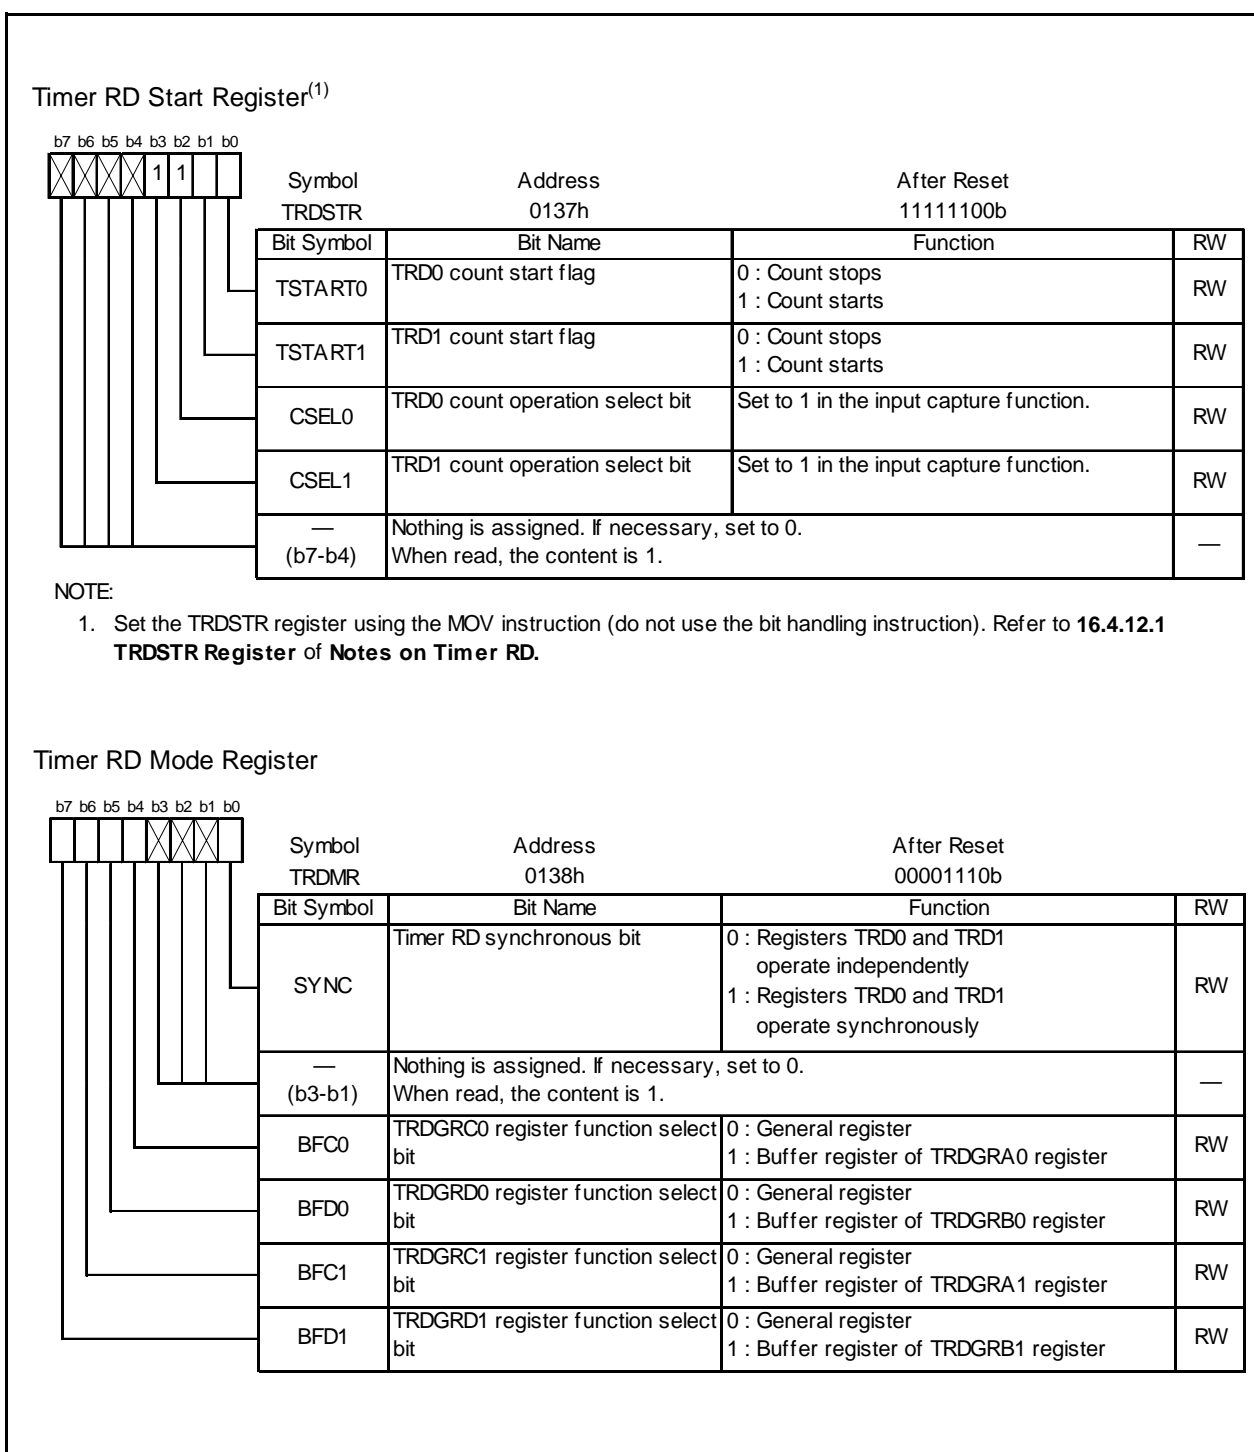 Timer RD Start Register(1)
b7 b6 b5 b4 b3 b2 b1 b0
1 1
Symbol Address After Reset
TRDSTR 0137h 11111100b
Bit Symbol Bit Name Function RW
TSTART0 TRD0 count start flag 0 : Count stops RW
1 : Count starts
TSTART1 TRD1 count start flag 0 : Count stops RW
1 : Count starts
CSEL0 TRD0 count operation select bit Set to 1 in the input capture function. RW
CSEL1 TRD1 count operation select bit Set to 1 in the input capture function. RW
— Nothing is assigned. If necessary, set to 0. —
(b7-b4) When read, the content is 1.
NOTE:
1. Set the TRDSTR register using the MOV instruction (do not use the bit handling instruction). Refer to 16.4.12.1
TRDSTR Register of Notes on Timer RD.
Timer RD Mode Register
b7 b6 b5 b4 b3 b2 b1 b0
Symbol Address After Reset
TRDMR 0138h 00001110b
Bit Symbol Bit Name Function RW
SYNC Timer RD synchronous bit 0 : Registers TRD0 and TRD1 RW
operate independently
1 : Registers TRD0 and TRD1
operate synchronously
— Nothing is assigned. If necessary, set to 0. —
(b3-b1) When read, the content is 1.
BFC0 TRDGRC0 register function select 0 : General register RW
bit 1 : Buffer register of TRDGRA0 register
BFD0 TRDGRD0 register function select 0 : General register RW
bit 1 : Buffer register of TRDGRB0 register
BFC1 TRDGRC1 register function select 0 : General register RW
bit 1 : Buffer register of TRDGRA1 register
BFD1 TRDGRD1 register function select 0 : General register RW
bit 1 : Buffer register of TRDGRB1 register